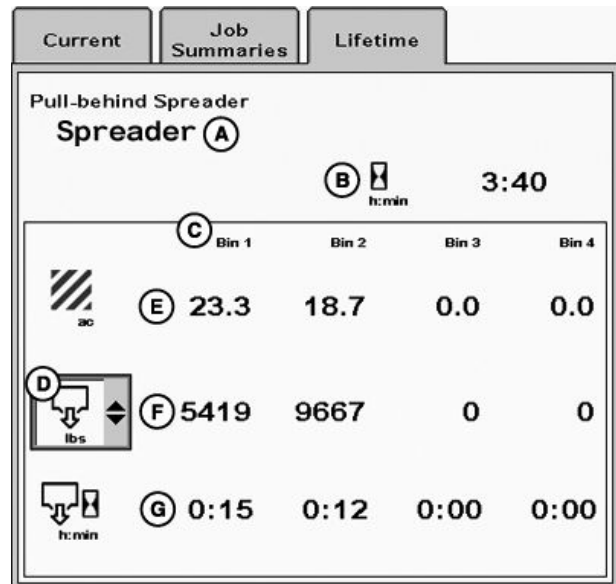 Current
Job
Summaries
Lifetime
Pull-behind Spreader
Spreader A
B h:min 3:40
C Bin 1 Bin 2 Bin 3 Bin 4
ac E 23.3 18.7 0.0 0.0
D lbs F 5419 9667 0 0
h:min G 0:15 0:12 0:00 0:00